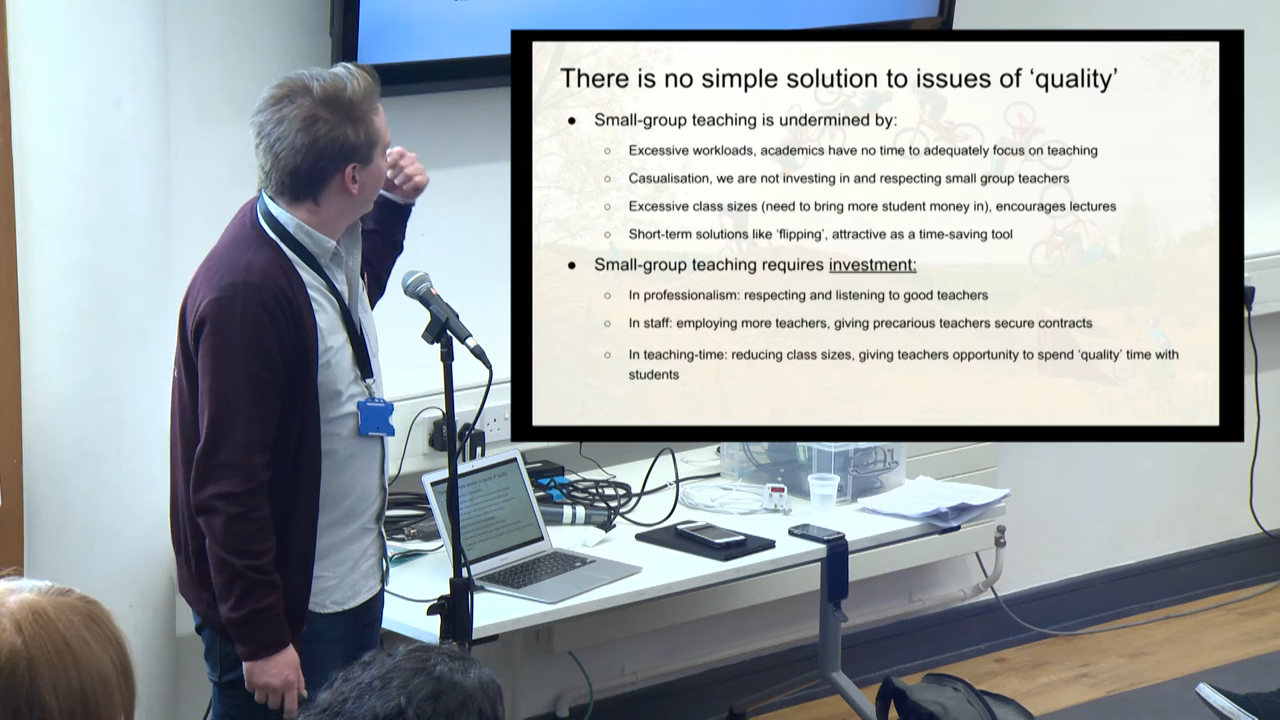 There is no simple solution to issues of ‘quality’
● Small-group teaching is undermined by:
○ Excessive workloads, academics have no time to adequately focus on teaching
○ Casualisation, we are not investing in and respecting small group teachers
○ Excessive class sizes (need to bring more student money in), encourages lectures
○ Short-term solutions like ‘flipping’, attractive as a time-saving tool
● Small-group teaching requires investment:
○ In professionalism: respecting and listening to good teachers
○ In staff: employing more teachers, giving precarious teachers secure contracts
○ In teaching-time: reducing class sizes, giving teachers opportunity to spend ‘quality’ time with
students